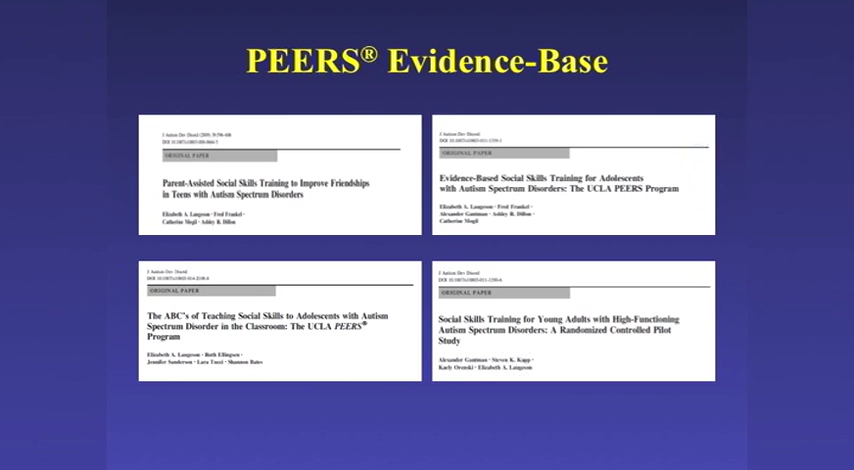 PEERS® Evidence-Base
J Autism Dev Disord (2009) 39:596–606
ORIGINAL PAPER
Parent-Assisted Social Skills Training to Improve Friendships
in Teens with Autism Spectrum Disorders
Elizabeth A. Laugeson · Fred Frankel ·
Catherine Mogil · Ashley R. Dillon
J Autism Dev Disord
ORIGINAL PAPER
Evidence-Based Social Skills Training for Adolescents
with Autism Spectrum Disorders: The UCLA PEERS Program
Elizabeth A. Laugeson · Fred Frankel ·
Alexander Gantman · Ashley R. Dillon ·
Catherine Mogil
J Autism Dev Disord
ORIGINAL PAPER
The ABC's of Teaching Social Skills to Adolescents with Autism
Spectrum Disorder in the Classroom: The UCLA PEERS®
Program
Elizabeth A. Laugeson · Ruth Ellingsen ·
Jennifer Sanderson · Lara Tucci · Shannon Bates
J Autism Dev Disord
ORIGINAL PAPER
Social Skills Training for Young Adults with High-Functioning
Autism Spectrum Disorders: A Randomized Controlled Pilot
Study
Alexander Gantman · Steven K. Kapp ·
Kaely Orenski · Elizabeth A. Laugeson